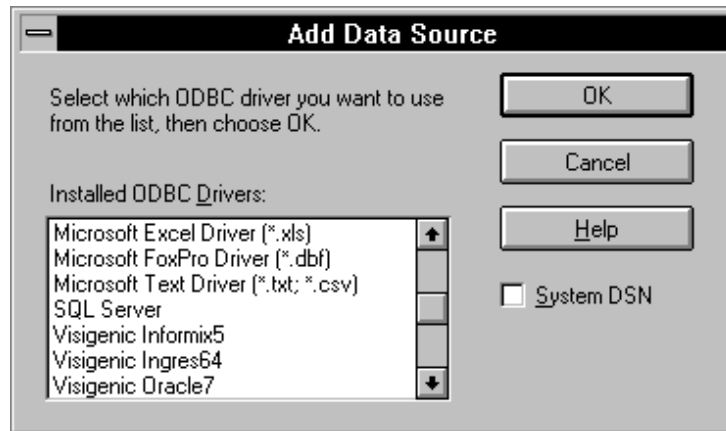 Add Data Source
Select which ODBC driver you want to use
from the list, then choose OK.
OK
Cancel
Installed ODBC Drivers:
Help
Microsoft Excel Driver (*.xls)
Microsoft FoxPro Driver (*.dbf)
Microsoft Text Driver (*.txt; *.csv)
SQL Server
Visigenic Informix5
Visigenic Ingres64
Visigenic Oracle7
System DSN